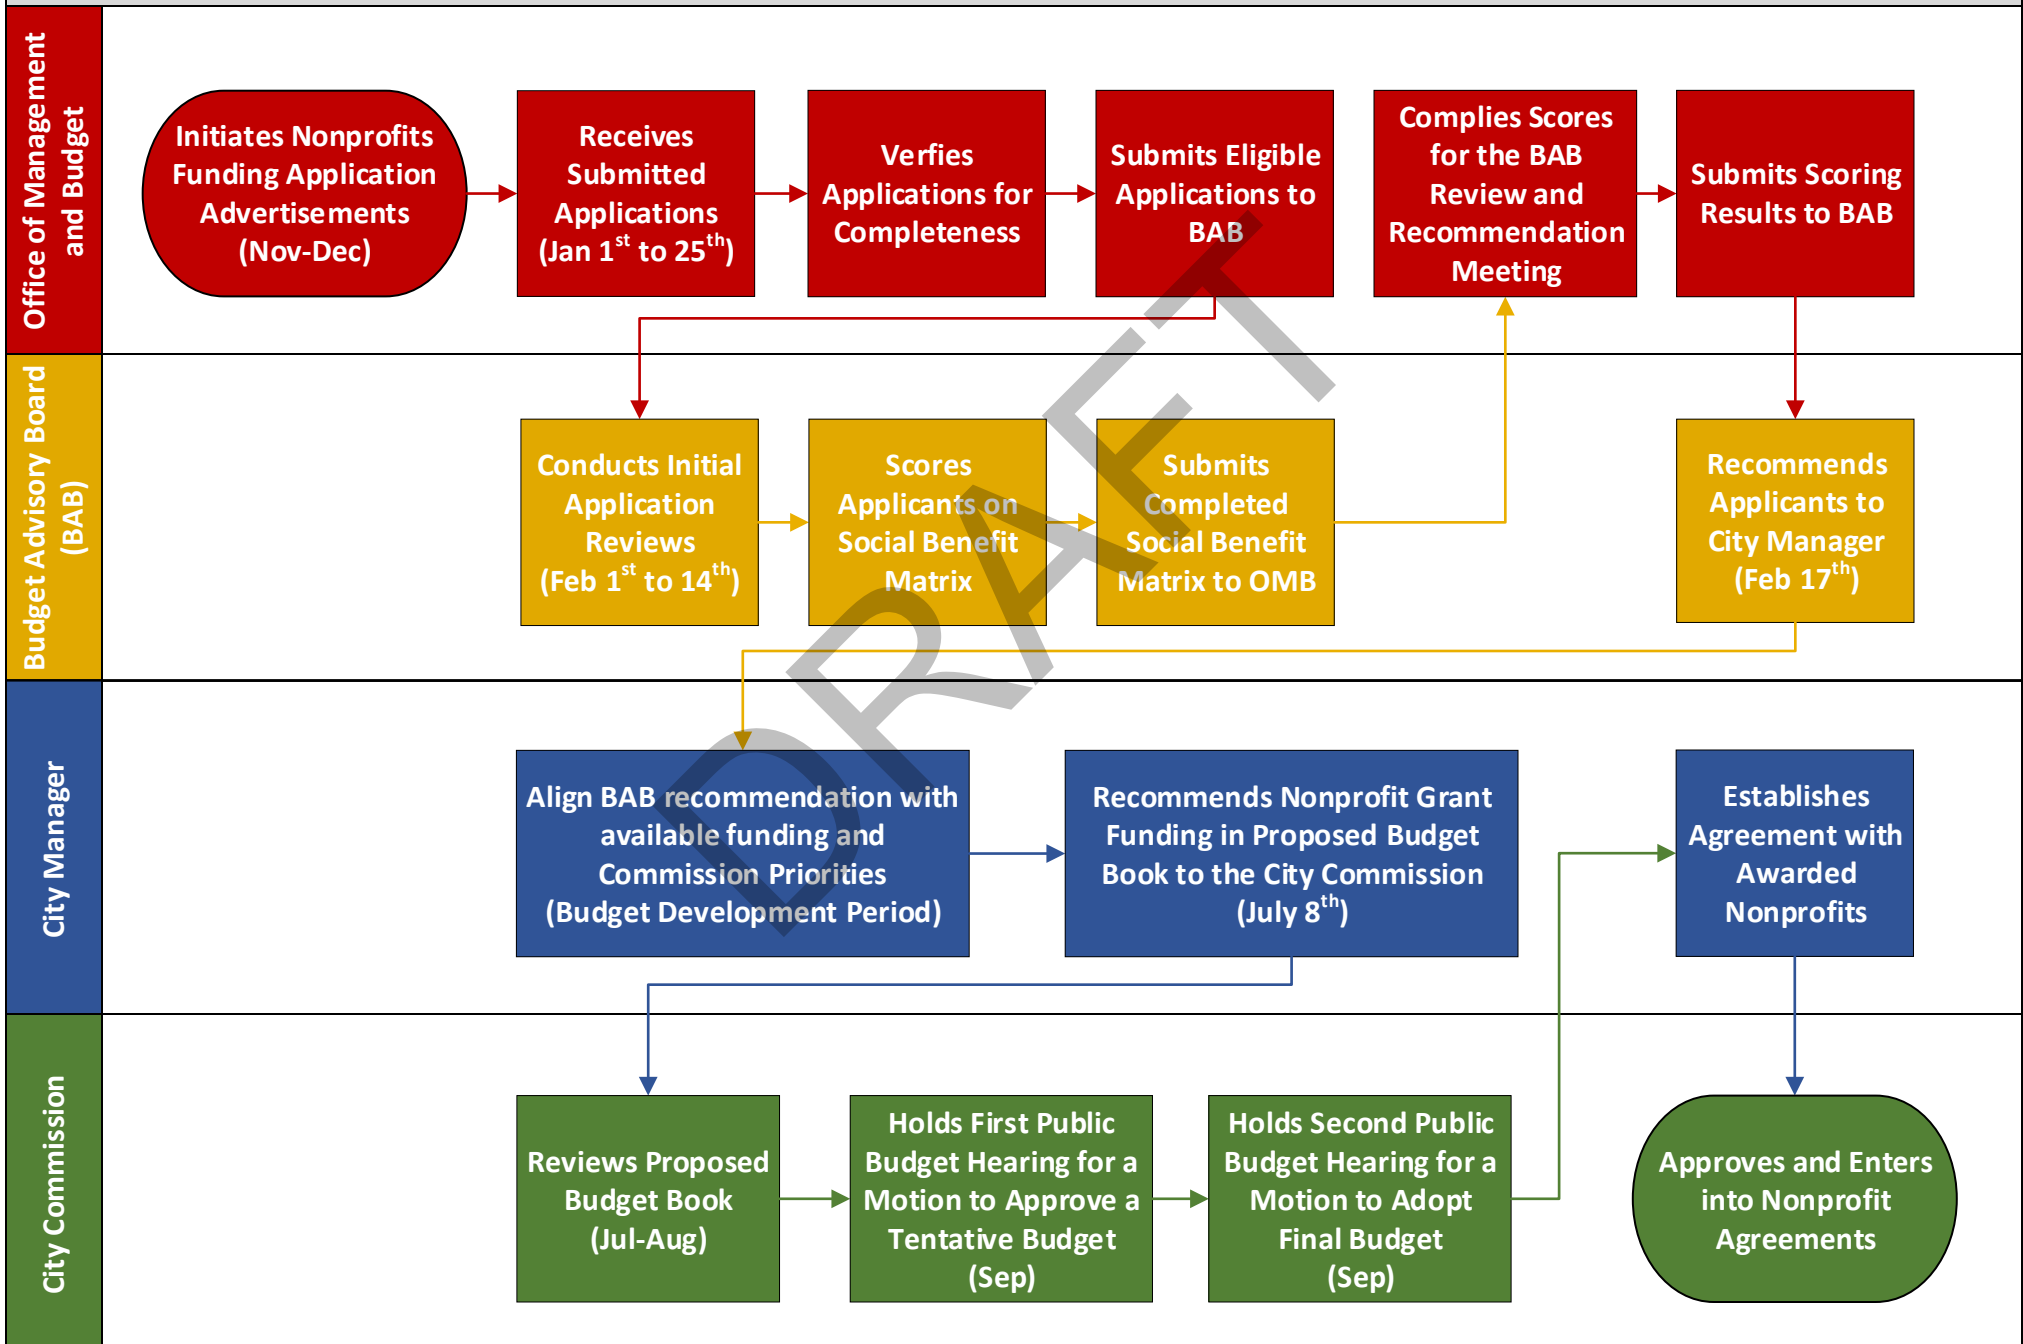 Office of Management
and Budget
Initiates Nonprofits
Funding Application
Advertisements
(Nov-Dec)
Receives
Submitted
Applications
(Jan 1st to 25th)
Verfies
Applications for
Completeness
Submits Eligible
Applications to
BAB
Complies Scores
for the BAB
Review and
Recommendation
Meeting
Submits Scoring
Results to BAB
Budget Advisory Board
(BAB)
Conducts Initial
Application
Reviews
(Feb 1st to 14th)
Scores
Applicants on
Social Benefit
Matrix
Submits
Completed
Social Benefit
Matrix to OMB
Recommends
Applicants to
City Manager
(Feb 17th)
City Manager
Align BAB recommendation with
available funding and
Commission Priorities
(Budget Development Period)
Recommends Nonprofit Grant
Funding in Proposed Budget
Book to the City Commission
(July 8th)
Establishes
Agreement with
Awarded
Nonprofits
City Commission
Reviews Proposed
Budget Book
(Jul-Aug)
Holds First Public
Budget Hearing for a
Motion to Approve a
Tentative Budget
(Sep)
Holds Second Public
Budget Hearing for a
Motion to Adopt
Final Budget
(Sep)
Approves and Enters
into Nonprofit
Agreements
DRAFT